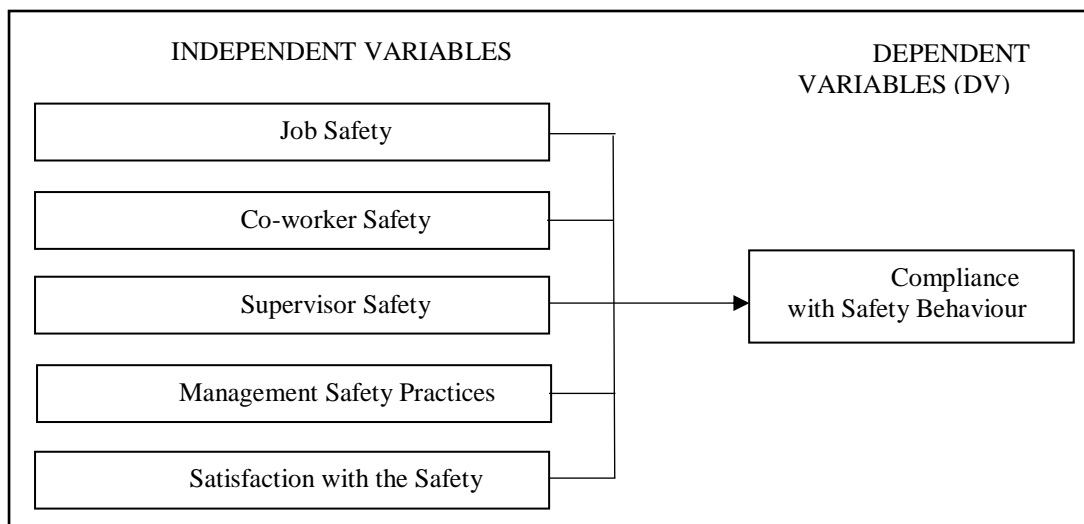 INDEPENDENT VARIABLES
DEPENDENT
VARIABLES (DV)
Job Safety
Co-worker Safety
Supervisor Safety
Management Safety Practices
Satisfaction with the Safety
Compliance
with Safety Behaviour